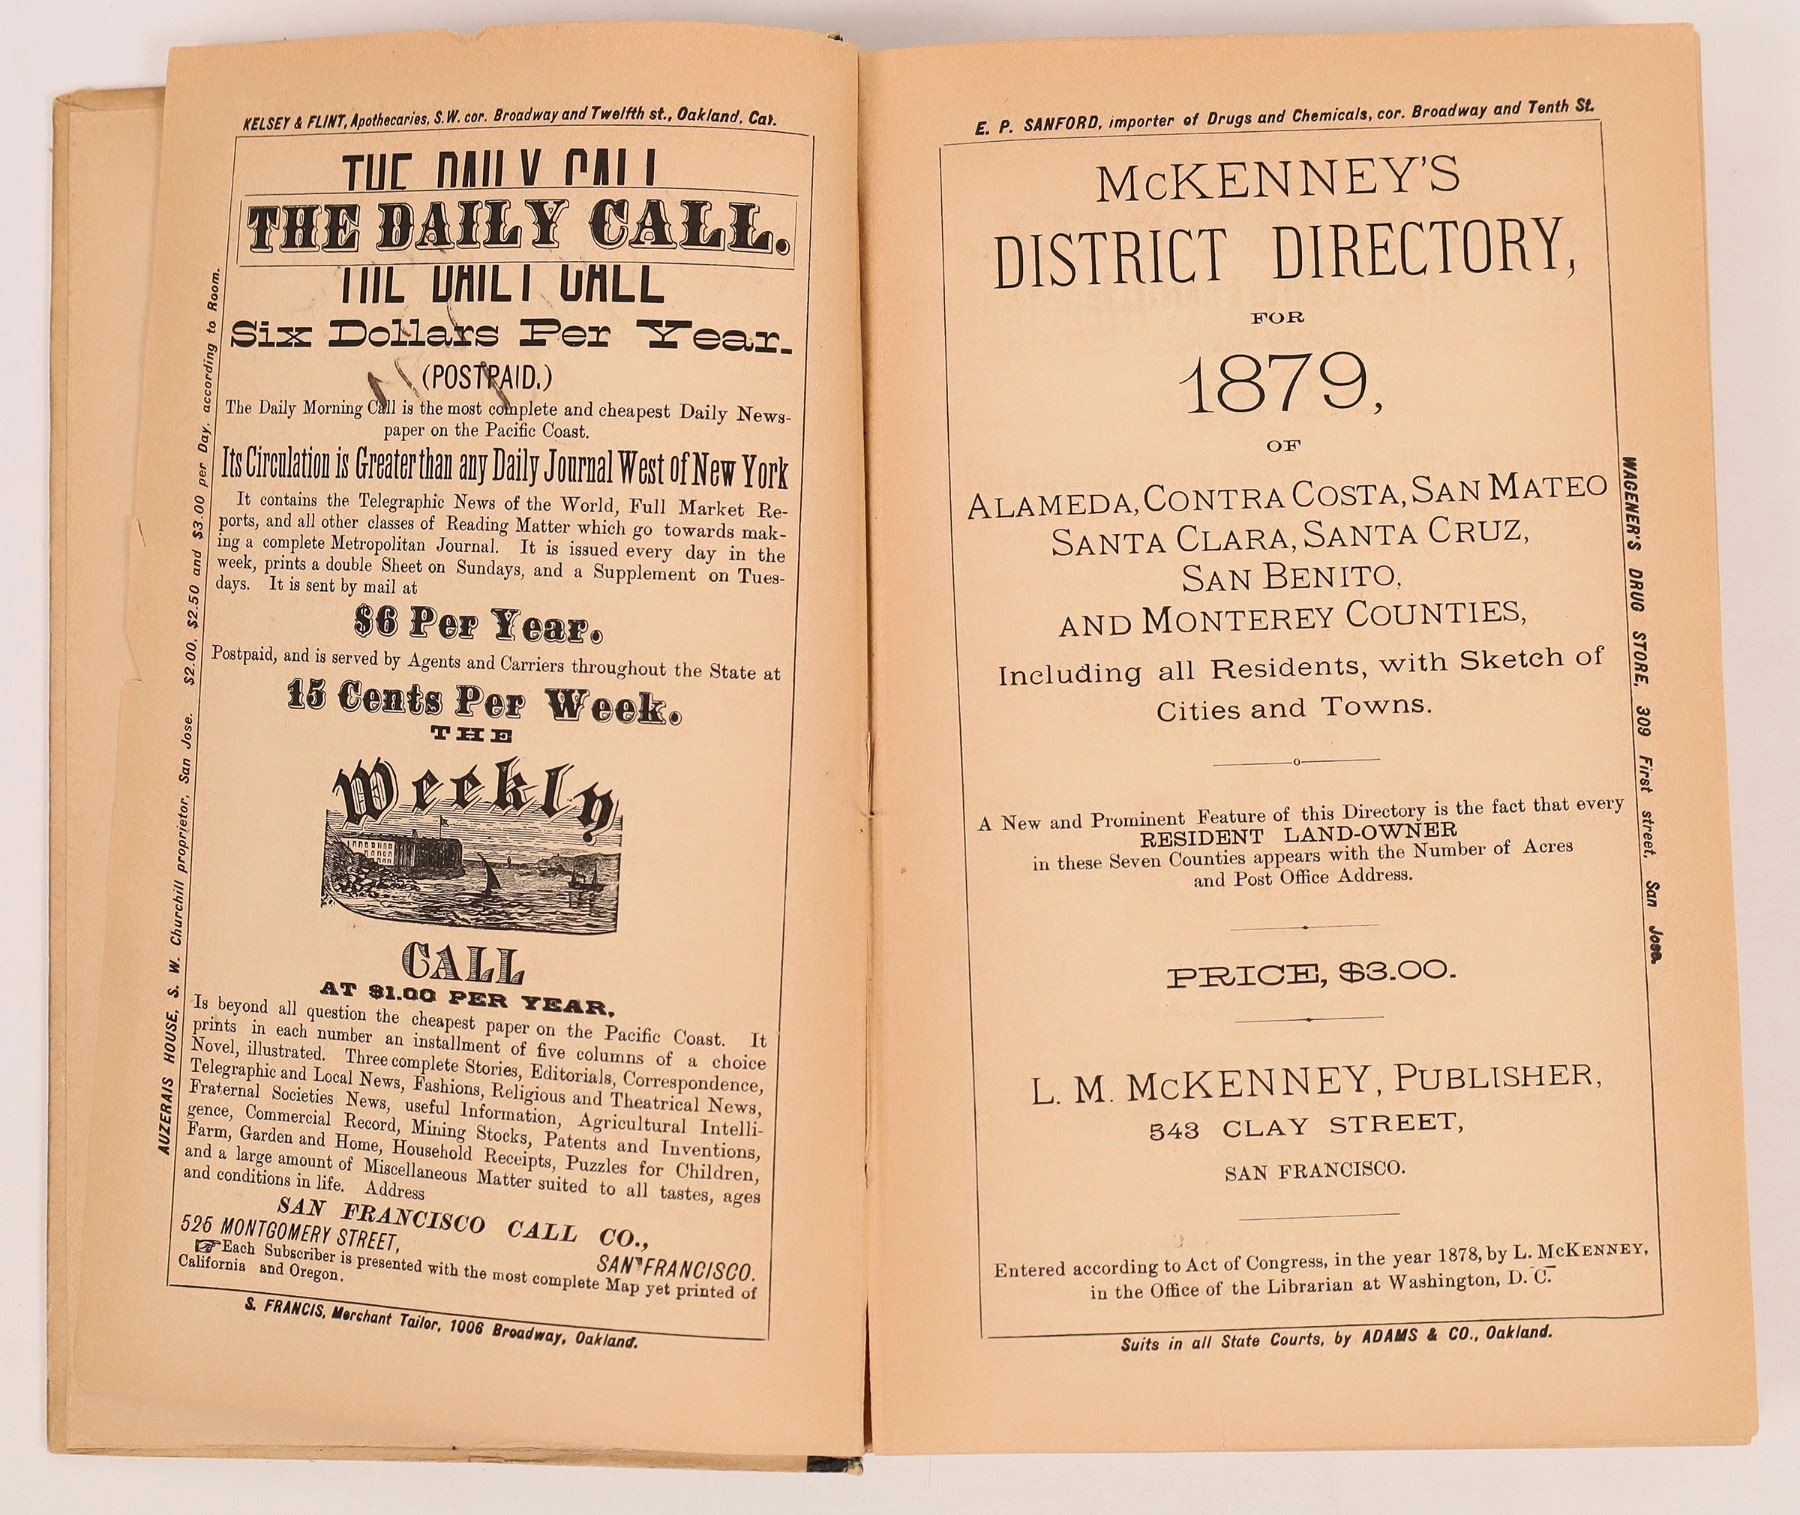 KELSEY & FLINT, Apothecaries, S.W. cor. Broadway and Twelfth st., Oakland, Cal.
THE DAILY CALL
THE DAILY CALL.
THE DAILY CALL
Six Dollars Per Year.
(POSTPAID.)
The Daily Morning Call is the most complete and cheapest Daily News-
paper on the Pacific Coast.
Its Circulation is Greater than any Daily Journal West of New York
It contains the Telegraphic News of the World, Full Market Re-
ports, and all other classes of Reading Matter which go towards mak-
ing a complete Metropolitan Journal. It is issued every day in the
week, prints a double Sheet on Sundays, and a Supplement on Tues-
days. It is sent by mail at
$6 Per Year.
Postpaid, and is served by Agents and Carriers throughout the State at
15 Cents Per Week.
THE
Weekly
CALL
AT $1.00 PER YEAR,
Is beyond all question the cheapest paper on the Pacific Coast. It
prints in each number an installment of five columns of a choice
Novel, illustrated. Three complete Stories, Editorials, Correspondence,
Telegraphic and Local News, Fashions, Religious and Theatrical News,
Fraternal Societies News, useful Information, Agricultural Intelli-
gence, Commercial Record, Mining Stocks, Patents and Inventions,
Farm, Garden and Home, Household Receipts, Puzzles for Children,
and a large amount of Miscellaneous Matter suited to all tastes, ages
and conditions in life. Address
SAN FRANCISCO CALL CO.,
525 MONTGOMERY STREET,
SAN FRANCISCO.
☞ Each Subscriber is presented with the most complete Map yet printed of
California and Oregon.
S. FRANCIS, Merchant Tailor, 1006 Broadway, Oakland.
AUZERAIS HOUSE, S. W. Churchill proprietor, San Jose. $2.00, $2.50 and $3.00 per Day, according to Room.
E. P. SANFORD, importer of Drugs and Chemicals, cor. Broadway and Tenth St.
McKENNEY'S
DISTRICT DIRECTORY,
FOR
1879,
OF
ALAMEDA, CONTRA COSTA, SAN MATEO
SANTA CLARA, SANTA CRUZ,
SAN BENITO,
AND MONTEREY COUNTIES,
Including all Residents, with Sketch of
Cities and Towns.
A New and Prominent Feature of this Directory is the fact that every
RESIDENT LAND-OWNER
in these Seven Counties appears with the Number of Acres
and Post Office Address.
PRICE, $3.00.
L. M. McKENNEY, PUBLISHER,
543 CLAY STREET,
SAN FRANCISCO.
Entered according to Act of Congress, in the year 1878, by L. McKENNEY,
in the Office of the Librarian at Washington, D. C.
Suits in all State Courts, by ADAMS & CO., Oakland.
WAGENER'S DRUG STORE, 309 First street, San Jose.